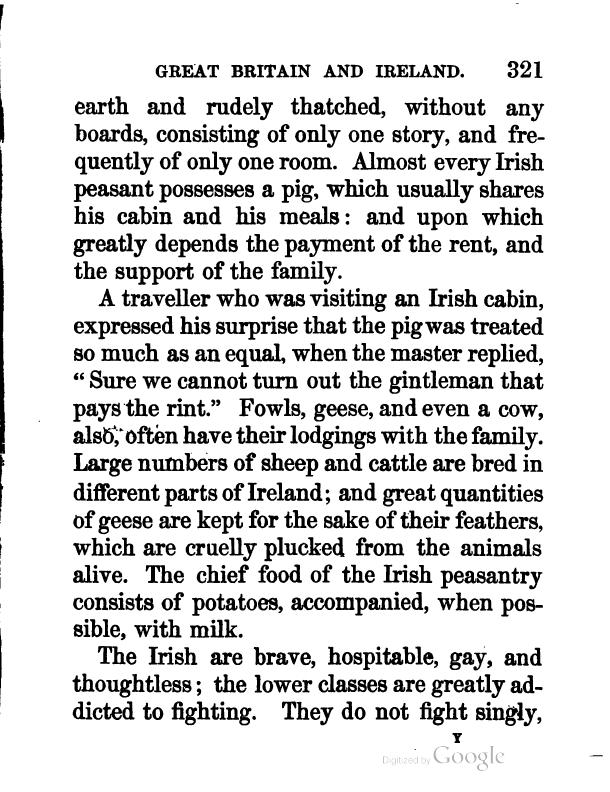 GREAT BRITAIN AND IRELAND. 321
earth and rudely thatched, without any
boards, consisting of only one story, and fre-
quently of only one room. Almost every Irish
peasant possesses a pig, which usually shares
his cabin and his meals: and upon which
greatly depends the payment of the rent, and
the support of the family.
A traveller who was visiting an Irish cabin,
expressed his surprise that the pig was treated
so much as an equal, when the master replied,
“Sure we cannot turn out the gintleman that
pays the rint.” Fowls, geese, and even a cow,
also, often have their lodgings with the family.
Large numbers of sheep and cattle are bred in
different parts of Ireland; and great quantities
of geese are kept for the sake of their feathers,
which are cruelly plucked from the animals
alive. The chief food of the Irish peasantry
consists of potatoes, accompanied, when pos-
sible, with milk.
The Irish are brave, hospitable, gay, and
thoughtless; the lower classes are greatly ad-
dicted to fighting. They do not fight singly,
Y
Digitized by Google